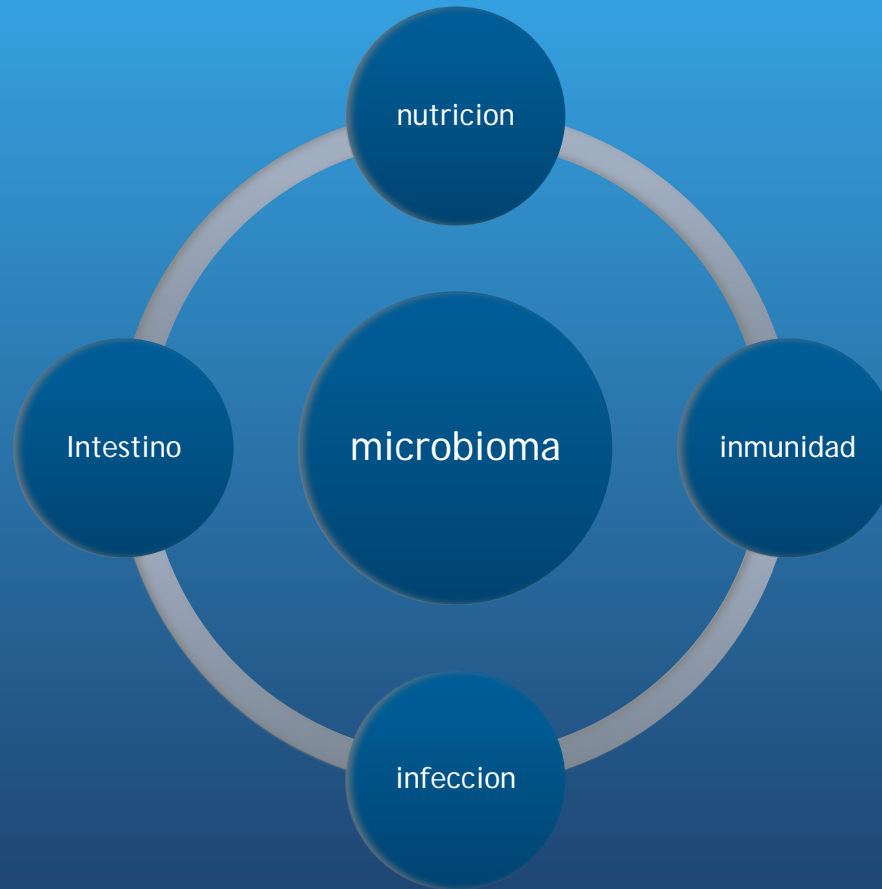 nutricion
Intestino
microbioma
inmunidad
infeccion